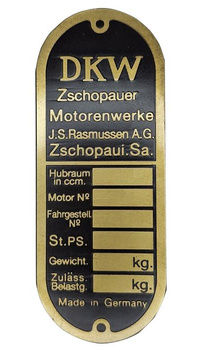 DKW
Zschopauer
Motorenwerke
J.S.Rasmussen A.G.
Zschopaui.Sa.
Hubraum
in ccm.
Motor Nº
Fahrgestell
Nº
St.PS.
Gewicht. kg.
Zuläss.
Belastg. kg.
Made in Germany